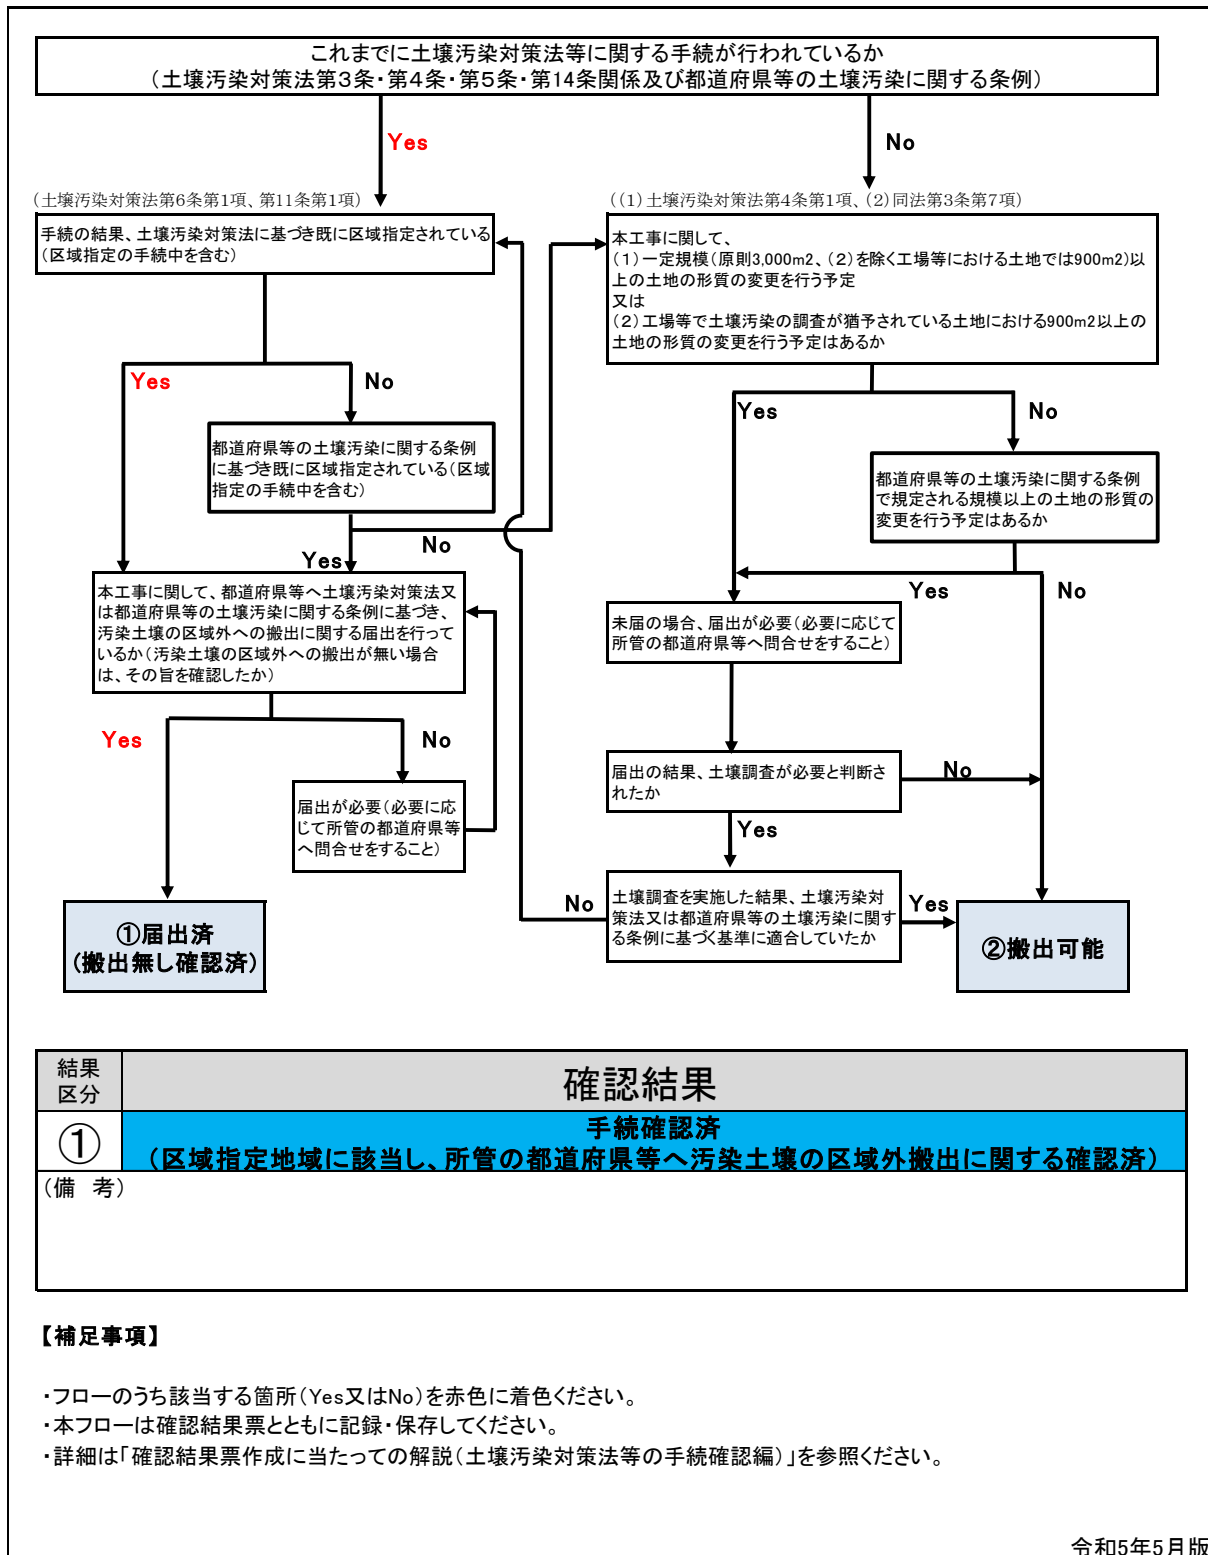 これまでに土壌汚染対策法等に関する手続が行われているか
（土壌汚染対策法第3条・第4条・第5条・第14条関係及び都道府県等の土壌汚染に関する条例）
Yes
No
（土壌汚染対策法第6条第1項、第11条第1項）
手続の結果、土壌汚染対策法に基づき既に区域指定されている
（区域指定の手続中を含む）
（(1)土壌汚染対策法第4条第1項、(2)同法第3条第7項）
本工事に関して、
（1）一定規模（原則3,000m2、（2）を除く工場等における土地では900m2）以
上の土地の形質の変更を行う予定
又は
（2）工場等で土壌汚染の調査が猶予されている土地における900m2以上の
土地の形質の変更を行う予定はあるか
Yes
No
都道府県等の土壌汚染に関する条例
に基づき既に区域指定されている（区域
指定の手続中を含む）
Yes
No
Yes
No
都道府県等の土壌汚染に関する条例
で規定される規模以上の土地の形質の
変更を行う予定はあるか
Yes
No
本工事に関して、都道府県等へ土壌汚染対策法又
は都道府県等の土壌汚染に関する条例に基づき、
汚染土壌の区域外への搬出に関する届出を行って
いるか（汚染土壌の区域外への搬出が無い場合
は、その旨を確認したか）
Yes
No
届出が必要（必要に応
じて所管の都道府県等
へ問合せをすること）
未届の場合、届出が必要（必要に応じて
所管の都道府県等へ問合せをすること）
届出の結果、土壌調査が必要と判断さ
れたか
No
Yes
土壌調査を実施した結果、土壌汚染対
策法又は都道府県等の土壌汚染に関す
る条例に基づく基準に適合していたか
No
Yes
①届出済
（搬出無し確認済）
②搬出可能
結果
区分
確認結果
①
手続確認済
（区域指定地域に該当し、所管の都道府県等へ汚染土壌の区域外搬出に関する確認済）
（備　考）
【補足事項】
・フローのうち該当する箇所（Yes又はNo）を赤色に着色ください。
・本フローは確認結果票とともに記録・保存してください。
・詳細は「確認結果票作成に当たっての解説（土壌汚染対策法等の手続確認編）」を参照ください。
令和5年5月版